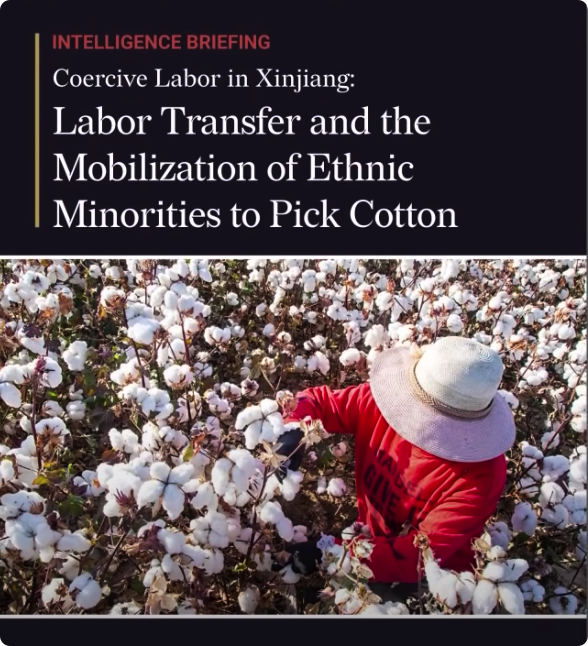 INTELLIGENCE BRIEFING
Coercive Labor in Xinjiang:
Labor Transfer and the
Mobilization of Ethnic
Minorities to Pick Cotton